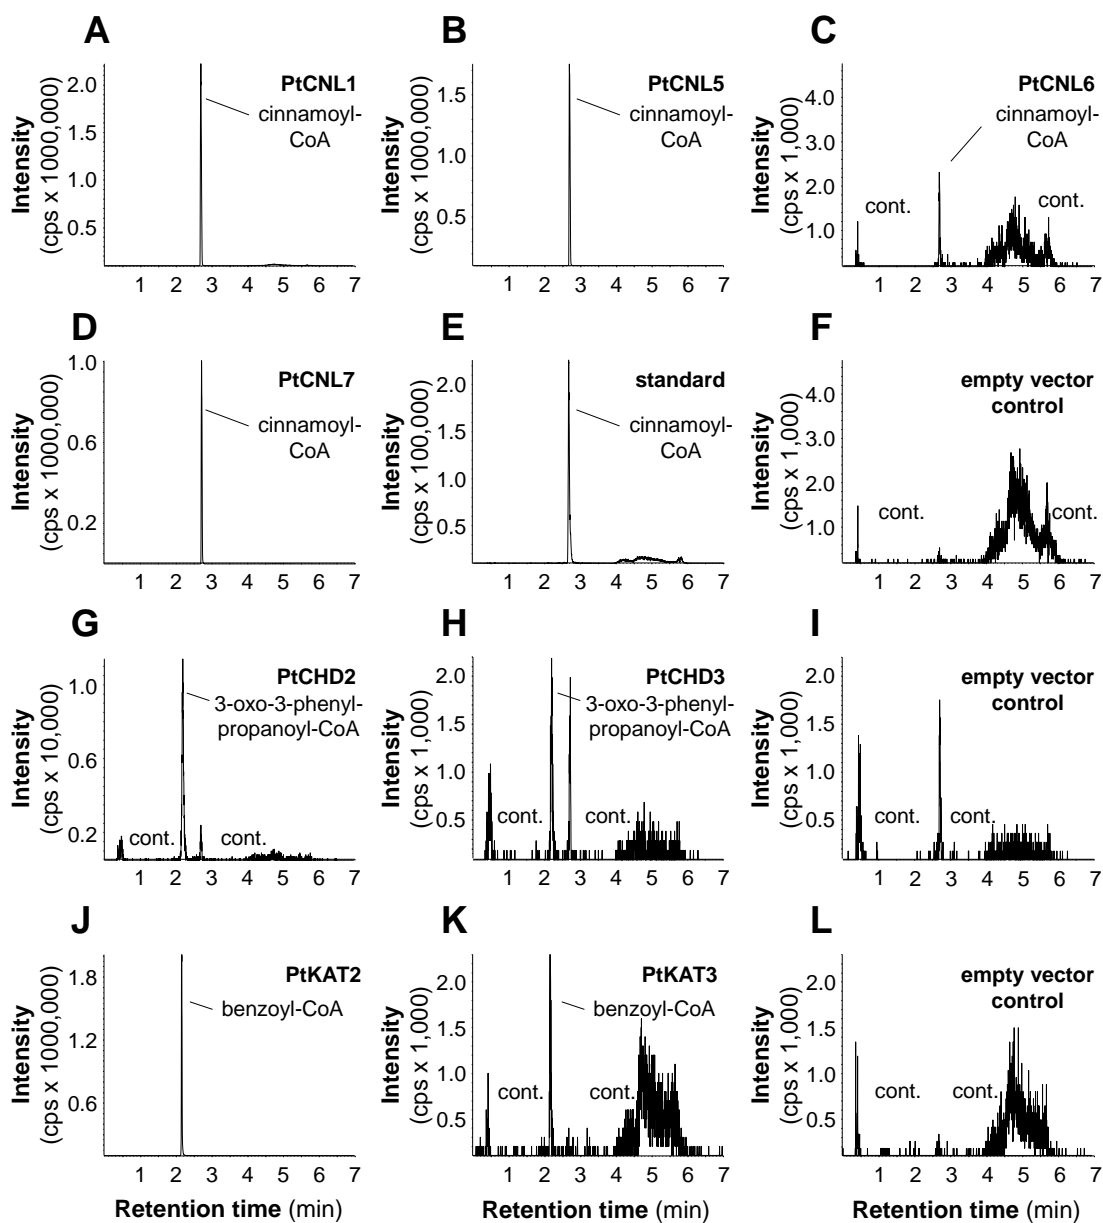 A
B
C
Intensity
(cps x 1000,000)
2.0
1.5
1.0
0.5
PtCNL1
cinnamoyl-
CoA
1 2 3 4 5 6 7
Intensity
(cps x 1000,000)
1.5
1.0
0.5
PtCNL5
cinnamoyl-
CoA
1 2 3 4 5 6 7
Intensity
(cps x 1,000)
4.0
3.0
2.0
1.0
PtCNL6
cinnamoyl-
CoA
cont.
cont.
1 2 3 4 5 6 7
D
E
F
Intensity
(cps x 1000,000)
1.0
0.6
0.2
PtCNL7
cinnamoyl-
CoA
1 2 3 4 5 6 7
Intensity
(cps x 100,000)
2.0
1.5
1.0
0.5
standard
cinnamoyl-
CoA
1 2 3 4 5 6 7
Intensity
(cps x 1,000)
4.0
3.0
2.0
1.0
empty vector
control
cont.
cont.
1 2 3 4 5 6 7
G
H
I
Intensity
(cps x 10,000)
1.0
0.6
0.2
PtCHD2
3-oxo-3-phenyl-
propanoyl-CoA
cont.
cont.
1 2 3 4 5 6 7
Intensity
(cps x 1,000)
2.0
1.5
1.0
0.5
PtCHD3
3-oxo-3-phenyl-
propanoyl-CoA
cont.
cont.
1 2 3 4 5 6 7
Intensity
(cps x 1,000)
2.0
1.5
1.0
0.5
empty vector
control
cont.
cont.
1 2 3 4 5 6 7
J
K
L
Intensity
(cps x 1000,000)
1.8
1.2
0.6
PtKAT2
benzoyl-CoA
1 2 3 4 5 6 7
Retention time (min)
Intensity
(cps x 1,000)
2.0
1.5
1.0
0.5
PtKAT3
benzoyl-CoA
cont.
cont.
1 2 3 4 5 6 7
Retention time (min)
Intensity
(cps x 1,000)
2.0
1.5
1.0
0.5
empty vector
control
cont.
cont.
1 2 3 4 5 6 7
Retention time (min)